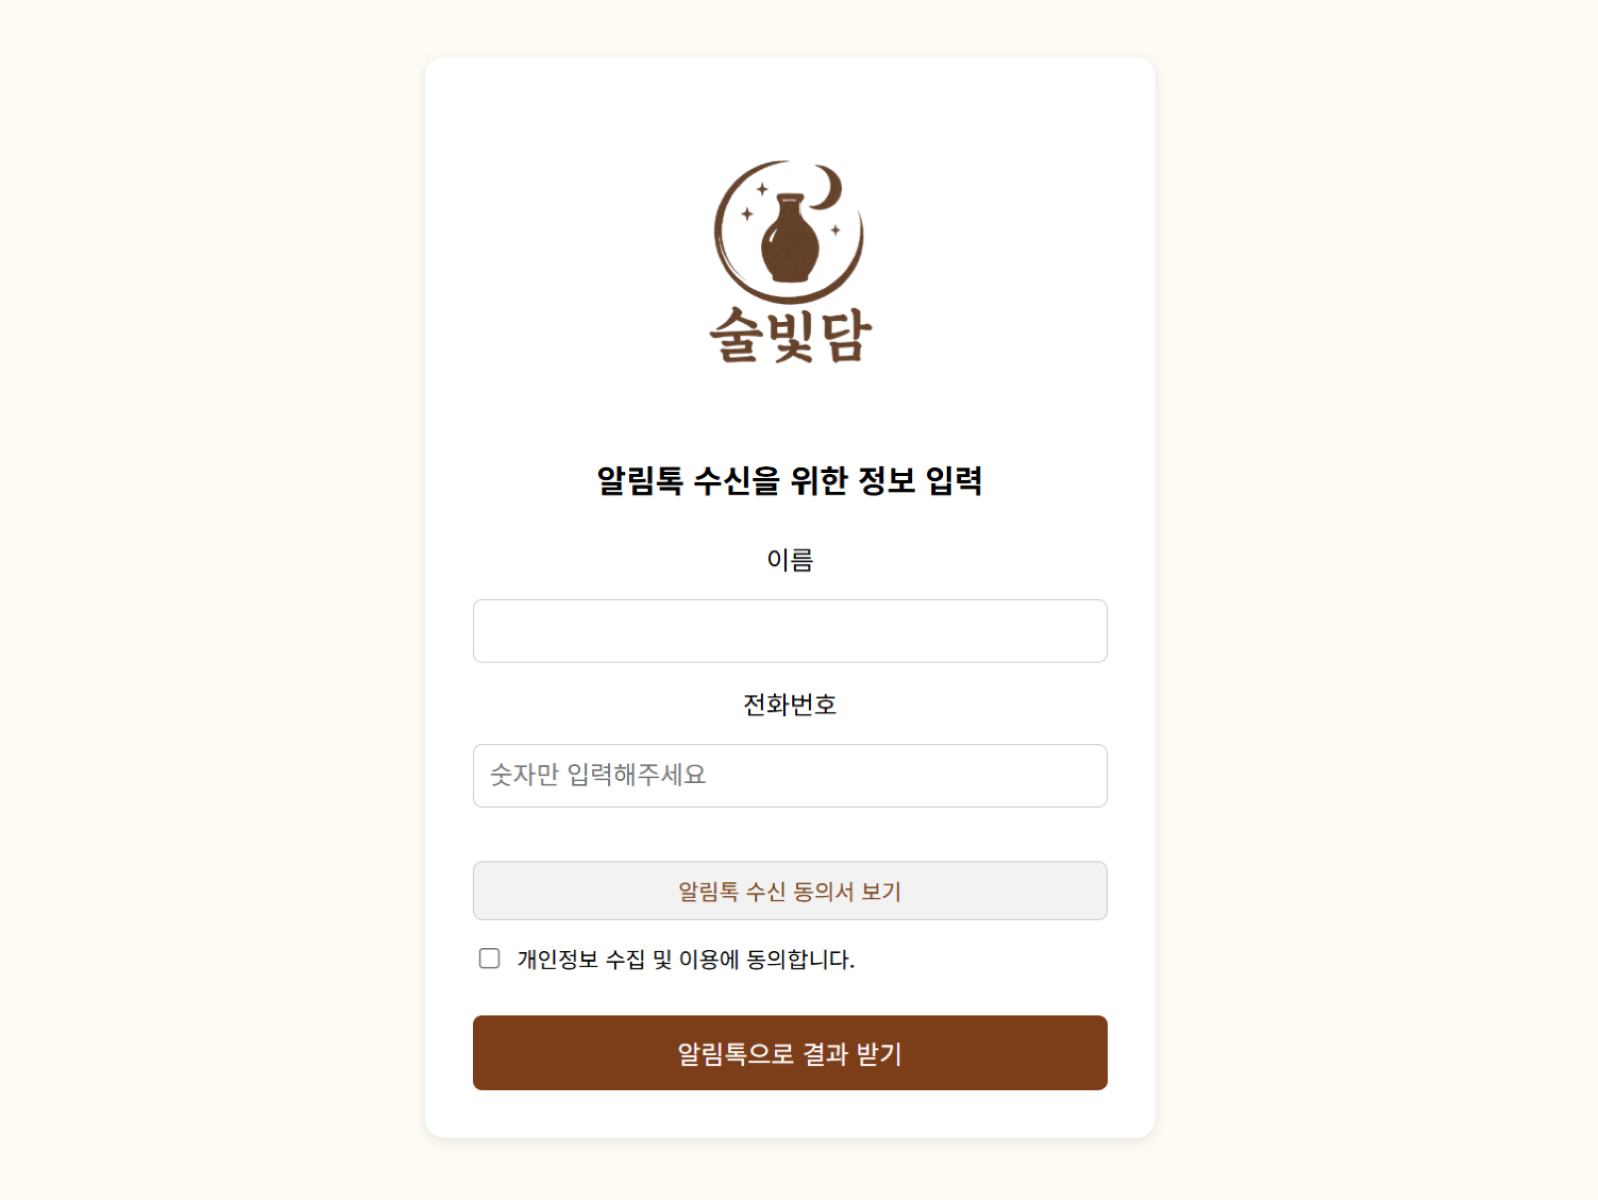 술빛담
알림톡 수신을 위한 정보 입력
이름
전화번호
숫자만 입력해주세요
알림톡 수신 동의서 보기
개인정보 수집 및 이용에 동의합니다.
알림톡으로 결과 받기